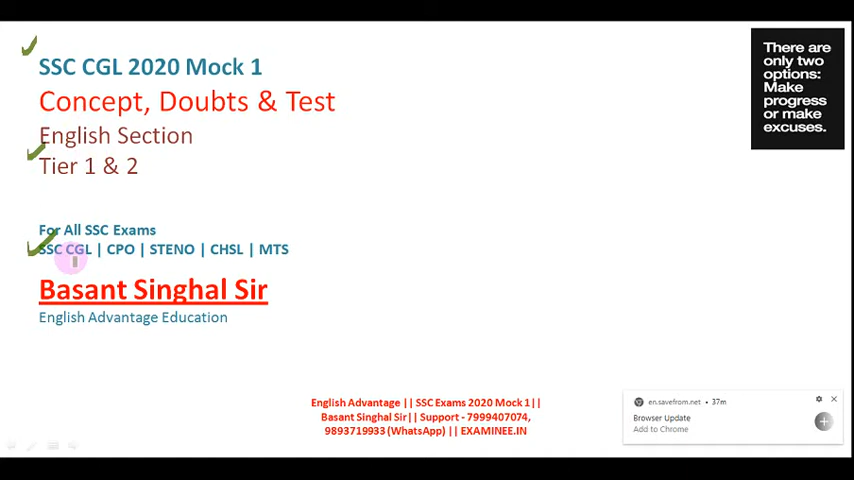 SSC CGL 2020 Mock 1
Concept, Doubts & Test
English Section
Tier 1 & 2
For All SSC Exams
SSC CGL | CPO | STENO | CHSL | MTS
Basant Singhal Sir
English Advantage Education
There are
only two
options:
Make
progress
or make
excuses.
English Advantage || SSC Exams 2020 Mock 1||
Basant Singhal Sir|| Support - 7999407074,
9893719933 (WhatsApp) || EXAMINEE.IN
en.savefrom.net • 37m
Browser Update
Add to Chrome